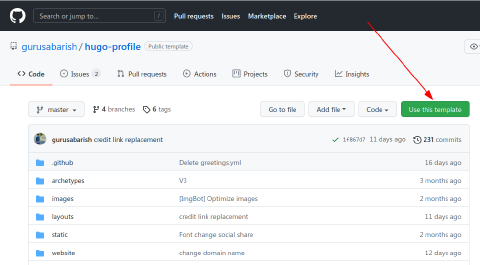 Search or jump to... / Pull requests Issues Marketplace Explore
gurusabarish / hugo-profile Public template
Code Issues 2 Pull requests Actions Projects Security Insights
master 4 branches 6 tags Go to file Add file Code Use this template
gurusabarish credit link replacement 1f867d7 11 days ago 231 commits
.github Delete greetings.yml 16 days ago
archetypes V3 3 months ago
images [ImgBot] Optimize images 2 months ago
layouts credit link replacement 11 days ago
static Font change social share 2 months ago
website change domain name 12 days ago